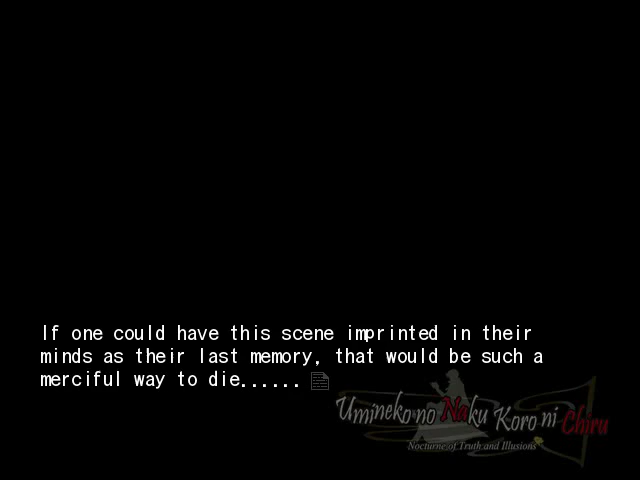 If one could have this scene imprinted in their
minds as their last memory, that would be such a
merciful way to die......
Umineko no Naku Koro ni Chiru
Nocturne of Truth and Illusions